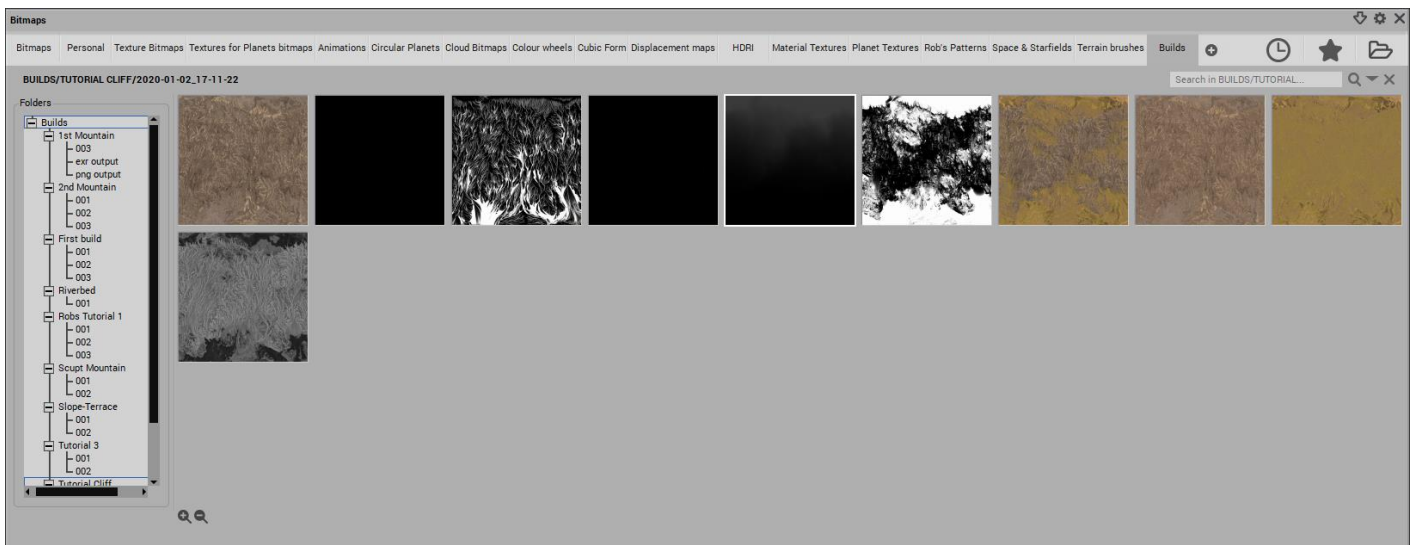 Bitmaps
Bitmaps Personal Texture Bitmaps Textures for Planets bitmaps Animations Circular Planets Cloud Bitmaps Colour wheels Cubic Form Displacement maps HDRI Material Textures Planet Textures Rob's Patterns Space & Starfields Terrain brushes Builds
BUILDS/TUTORIAL CLIFF/2020-01-02_17-11-22
Search in BUILDS/TUTORIAL...
Folders
Builds
1st Mountain
003
exr output
png output
2nd Mountain
001
002
003
First build
001
002
003
Riverbed
001
Robs Tutorial 1
001
002
003
Scupt Mountain
001
002
Slope-Terrace
001
002
Tutorial 3
001
002
Tutorial Cliff